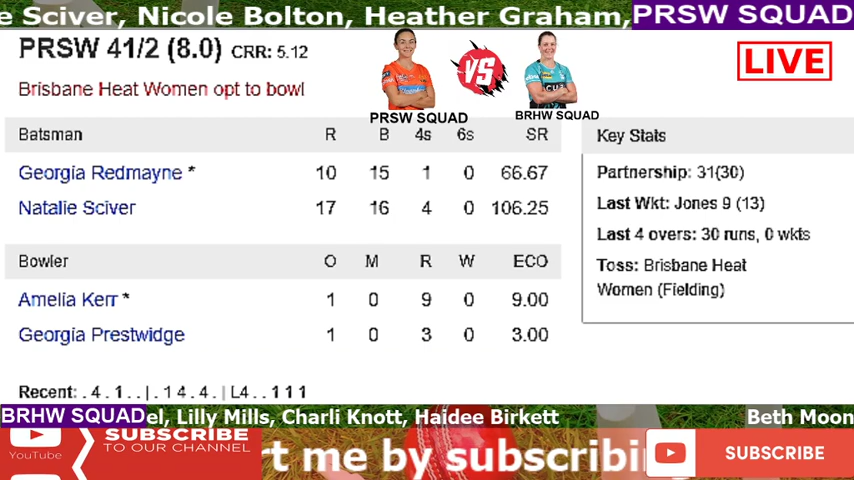 e Sciver, Nicole Bolton, Heather Graham, PRSW SQUAD
PRSW 41/2 (8.0) CRR: 5.12
VS
LIVE
Brisbane Heat Women opt to bowl
PRSW SQUAD
BRHW SQUAD
Batsman R B 4s 6s SR
Georgia Redmayne * 10 15 1 0 66.67
Natalie Sciver 17 16 4 0 106.25
Bowler O M R W ECO
Amelia Kerr * 1 0 9 0 9.00
Georgia Prestwidge 1 0 3 0 3.00
Recent: . 4 . 1 . . | . 1 4 . 4 . | L4 . . 1 1 1
Key Stats
Partnership: 31(30)
Last Wkt: Jones 9 (13)
Last 4 overs: 30 runs, 0 wkts
Toss: Brisbane Heat
Women (Fielding)
BRHW SQUAD el, Lilly Mills, Charli Knott, Haidee Birkett Beth Moon
YouTube
SUBSCRIBE
TO OUR CHANNEL
rt me by subscribi
SUBSCRIBE